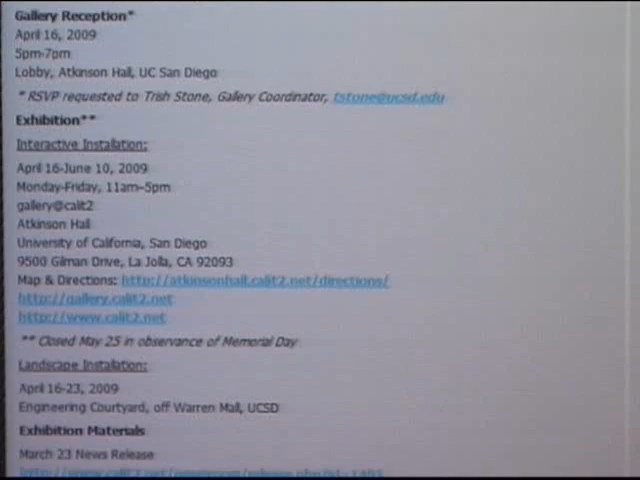 Gallery Reception*
April 16, 2009
5pm-7pm
Lobby, Atkinson Hall, UC San Diego
* RSVP requested to Trish Stone, Gallery Coordinator, tstone@ucsd.edu
Exhibition**
Interactive Installation:
April 16-June 10, 2009
Monday-Friday, 11am-5pm
gallery@calit2
Atkinson Hall
University of California, San Diego
9500 Gilman Drive, La Jolla, CA 92093
Map & Directions: http://atkinsonhall.calit2.net/directions/
http://gallery.calit2.net
http://www.calit2.net
** Closed May 25 in observance of Memorial Day
Landscape Installation:
April 16-23, 2009
Engineering Courtyard, off Warren Mall, UCSD
Exhibition Materials
March 23 News Release